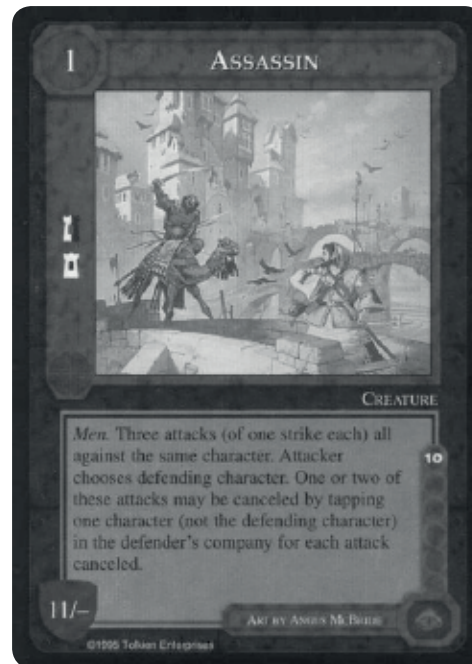 1
ASSASSIN
CREATURE
Men. Three attacks (of one strike each) all
against the same character. Attacker
chooses defending character. One or two of
these attacks may be canceled by tapping
one character (not the defending character)
in the defender's company for each attack
canceled.
10
11/–
ART BY ANGUS MCBRIDE
©1995 Tolkien Enterprises